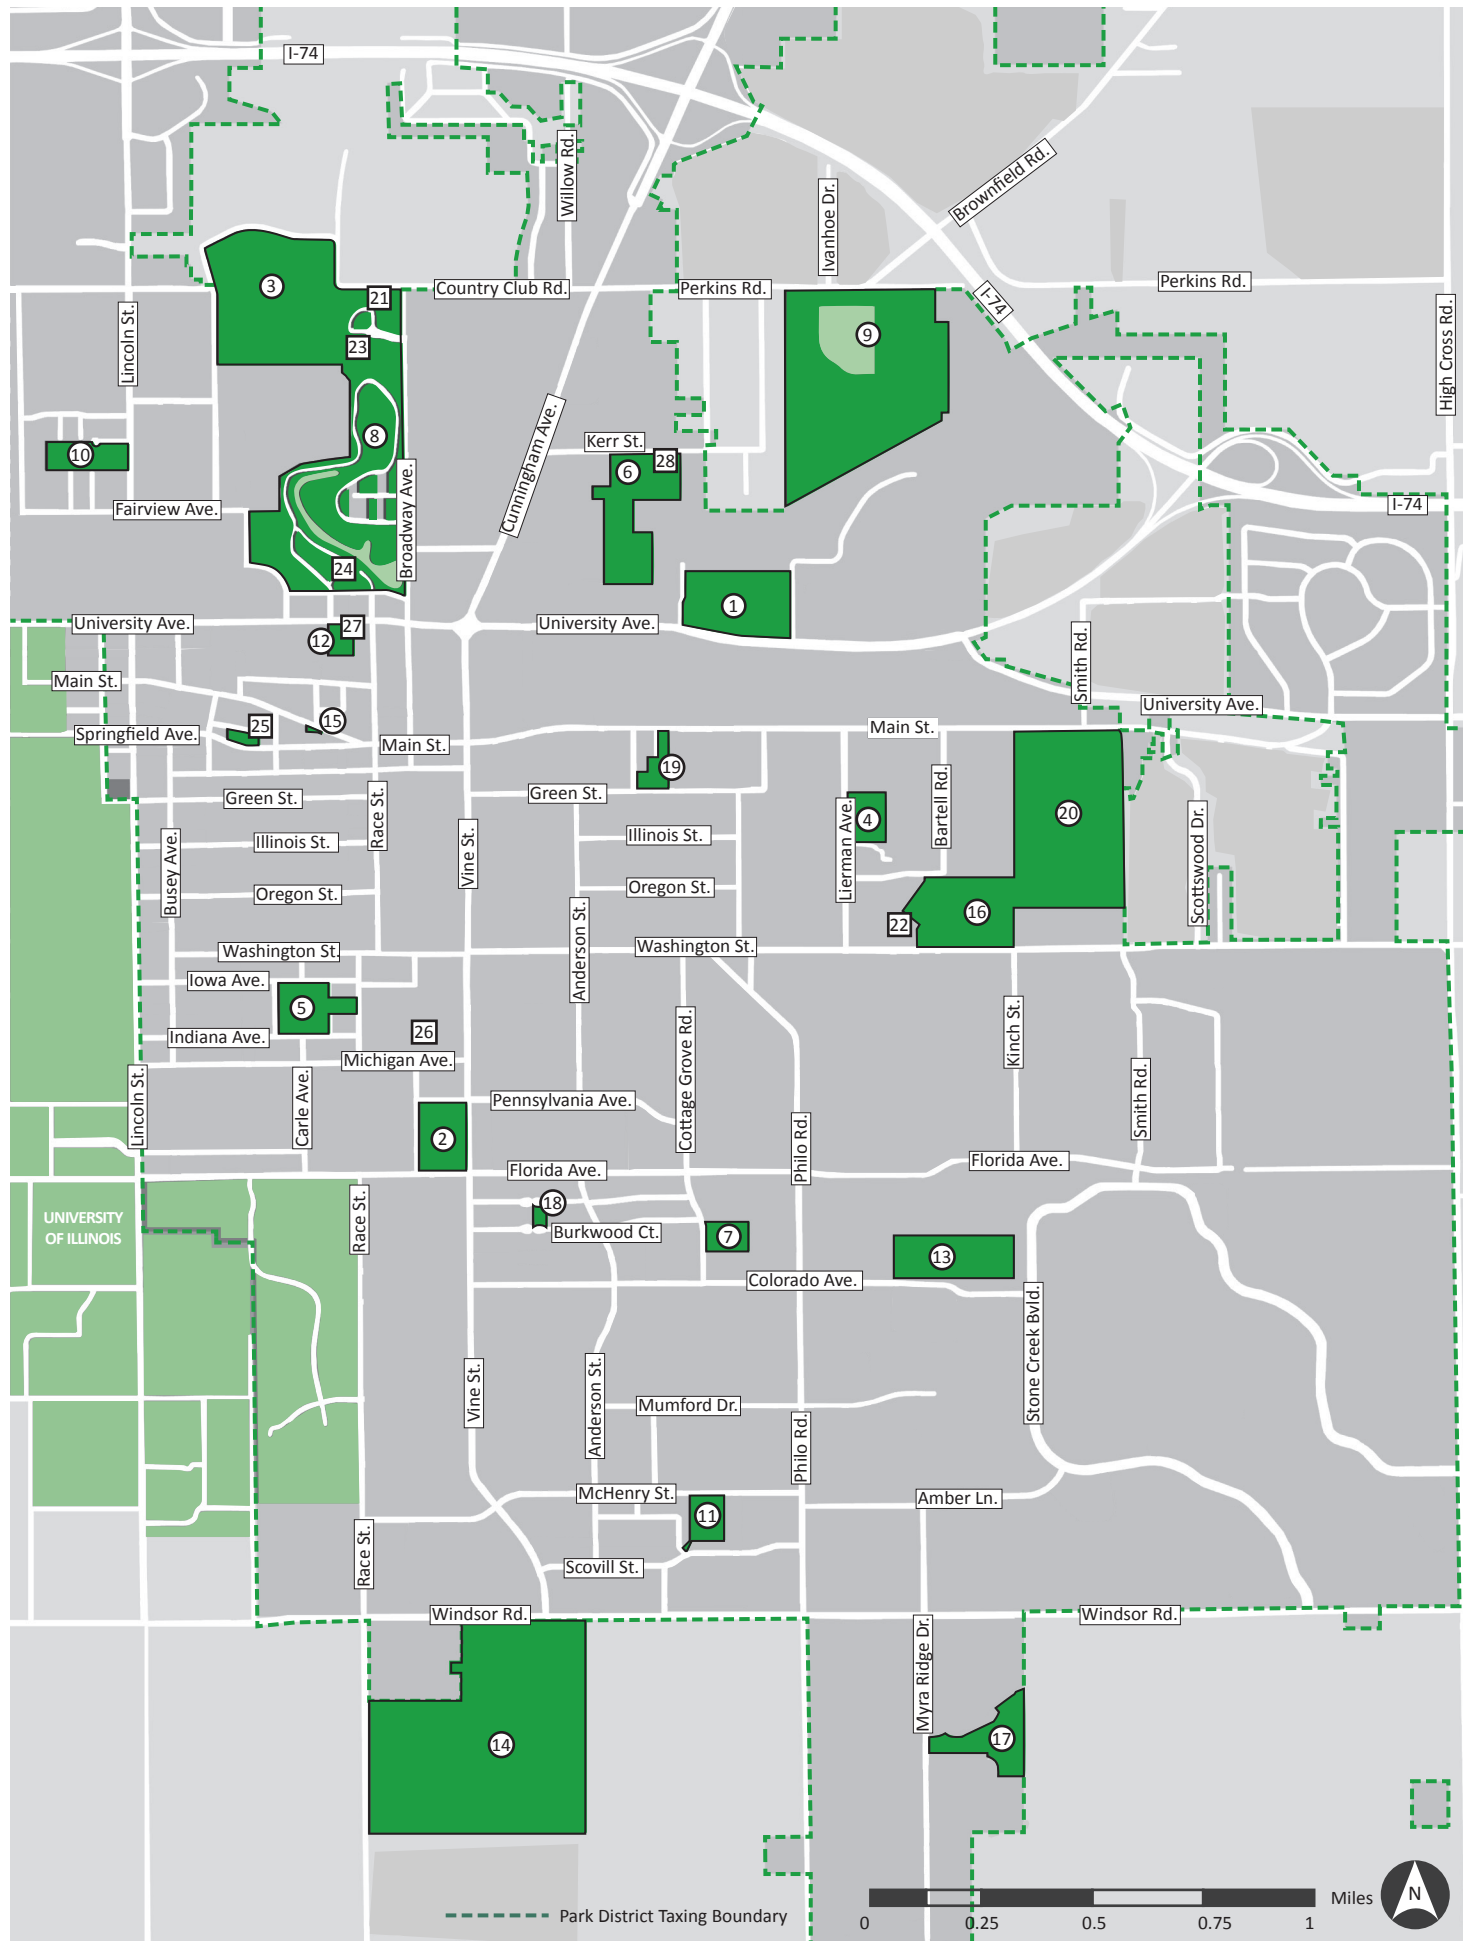 I-74
Willow Rd.
Brownfield Rd.
Ivanhoe Dr.
3
21
Country Club Rd.
Perkins Rd.
Perkins Rd.
I-74
23
9
Lincoln St.
High Cross Rd.
8
10
Kerr St.
6
28
Cunningham Ave.
Broadway Ave.
Fairview Ave.
I-74
24
1
University Ave.
27
12
University Ave.
Smith Rd.
Main St.
University Ave.
25
15
Springfield Ave.
Main St.
Main St.
19
Green St.
Race St.
Green St.
Lierman Ave.
4
Bartell Rd.
20
Illinois St.
Illinois St.
Busey Ave.
Vine St.
Scottswood Dr.
Oregon St.
Oregon St.
Anderson St.
16
22
Washington St.
Washington St.
Iowa Ave.
5
26
Indiana Ave.
Cottage Grove Rd.
Kinch St.
Michigan Ave.
Smith Rd.
Lincoln St.
Carle Ave.
Pennsylvania Ave.
2
Philo Rd.
Florida Ave.
Florida Ave.
18
UNIVERSITY
OF ILLINOIS
Race St.
Burkwood Ct.
7
13
Colorado Ave.
Stone Creek Bvld.
Vine St.
Anderson St.
Mumford Dr.
Philo Rd.
McHenry St.
Amber Ln.
11
Race St.
Scovill St.
Windsor Rd.
Windsor Rd.
Myra Ridge Dr.
14
17
Park District Taxing Boundary
Miles
N
0 0.25 0.5 0.75 1